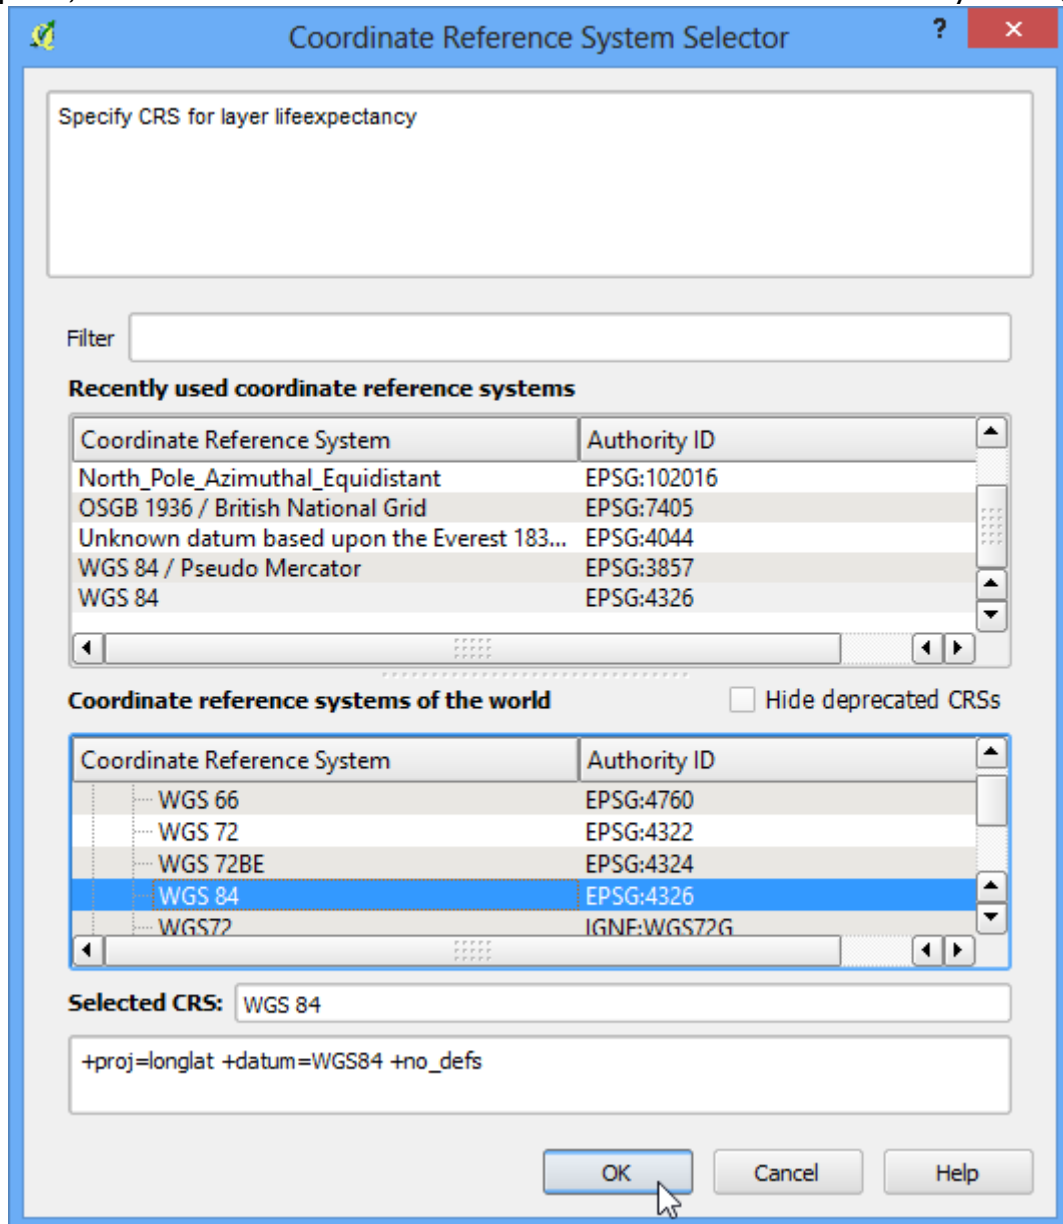 Coordinate Reference System Selector ?
Specify CRS for layer lifeexpectancy
Filter
Recently used coordinate reference systems
Coordinate Reference System Authority ID
North_Pole_Azimuthal_Equidistant EPSG:102016
OSGB 1936 / British National Grid EPSG:7405
Unknown datum based upon the Everest 183... EPSG:4044
WGS 84 / Pseudo Mercator EPSG:3857
WGS 84 EPSG:4326
Coordinate reference systems of the world Hide deprecated CRSs
Coordinate Reference System Authority ID
WGS 66 EPSG:4760
WGS 72 EPSG:4322
WGS 72BE EPSG:4324
WGS 84 EPSG:4326
WGS72 IGNF:WGS72G
Selected CRS: WGS 84
+proj=longlat +datum=WGS84 +no_defs
OK Cancel Help